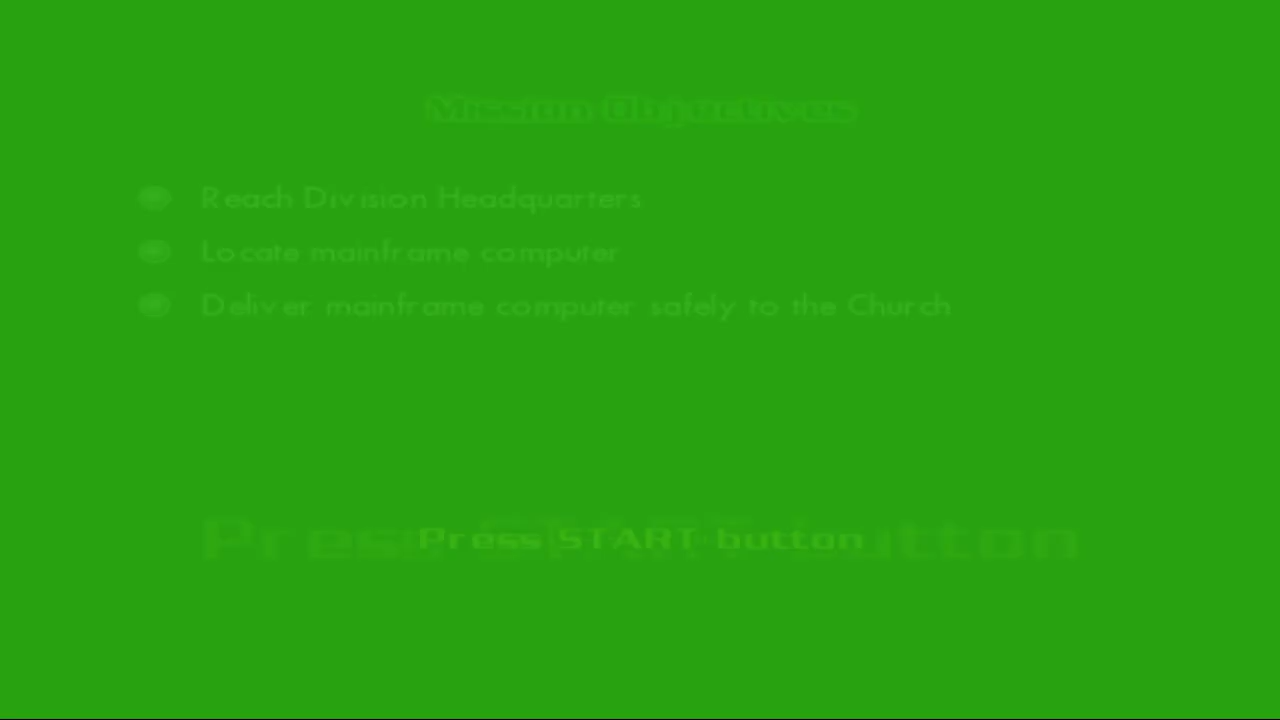 Mission Objectives
Reach Division Headquarters
Locate mainframe computer
Deliver mainframe computer safely to the Church
Press START button